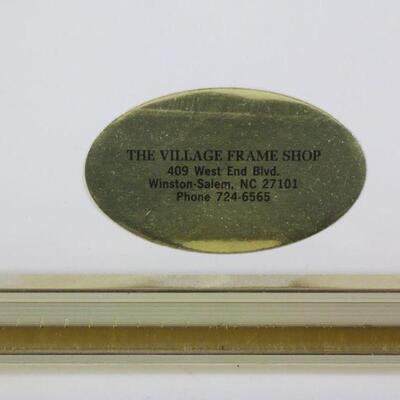 THE VILLAGE FRAME SHOP
409 West End Blvd.
Winston-Salem, NC 27101
Phone 724-6565